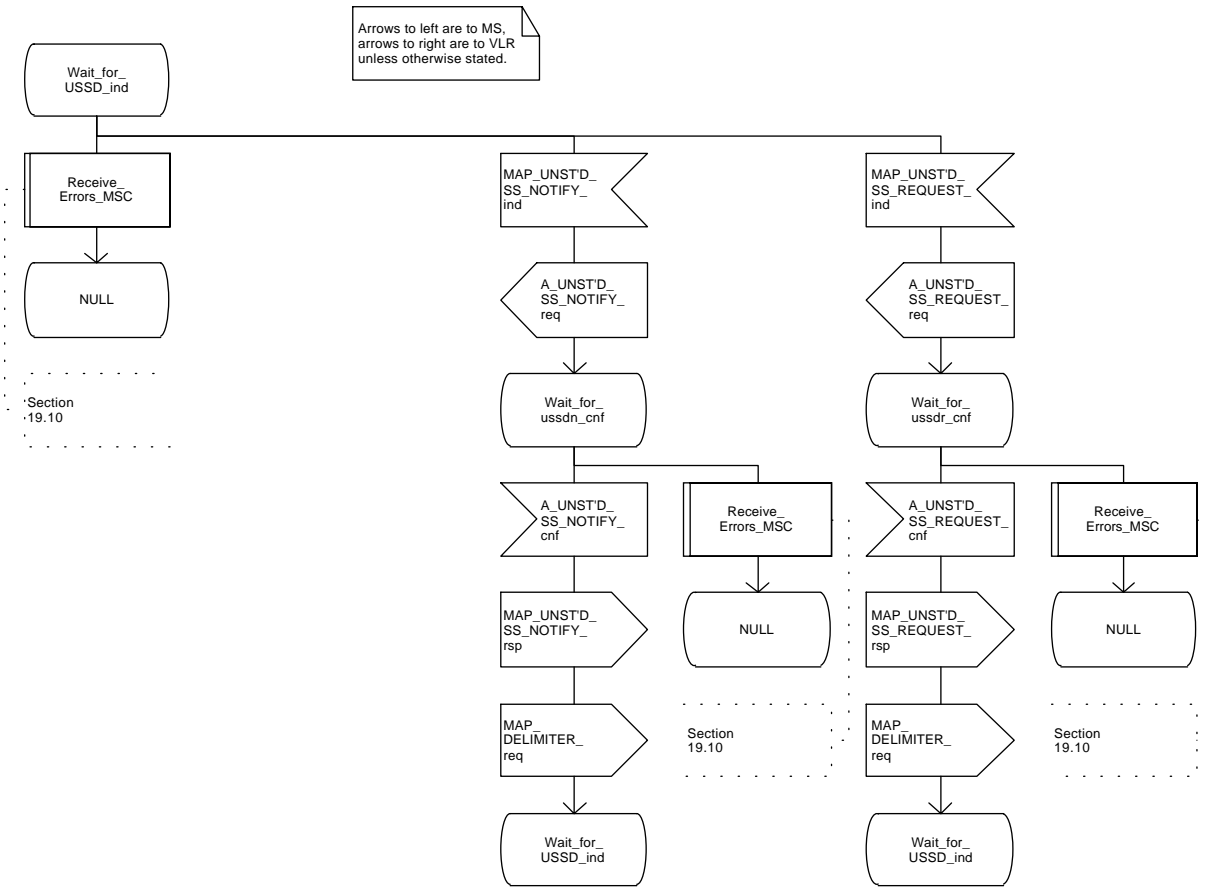 Arrows to left are to MS,
arrows to right are to VLR
unless otherwise stated.
Wait_for_
USSD_ind
Receive_
Errors_MSC
MAP_UNST'D_
SS_NOTIFY_
ind
MAP_UNST'D_
SS_REQUEST_
ind
NULL
A_UNST'D_
SS_NOTIFY_
req
A_UNST'D_
SS_REQUEST_
req
Section
19.10
Wait_for_
ussdn_cnf
Wait_for_
ussdr_cnf
A_UNST'D_
SS_NOTIFY_
cnf
Receive_
Errors_MSC
A_UNST'D_
SS_REQUEST_
cnf
Receive_
Errors_MSC
MAP_UNST'D_
SS_NOTIFY_
rsp
NULL
MAP_UNST'D_
SS_REQUEST_
rsp
NULL
MAP_
DELIMITER_
req
Section
19.10
MAP_
DELIMITER_
req
Section
19.10
Wait_for_
USSD_ind
Wait_for_
USSD_ind